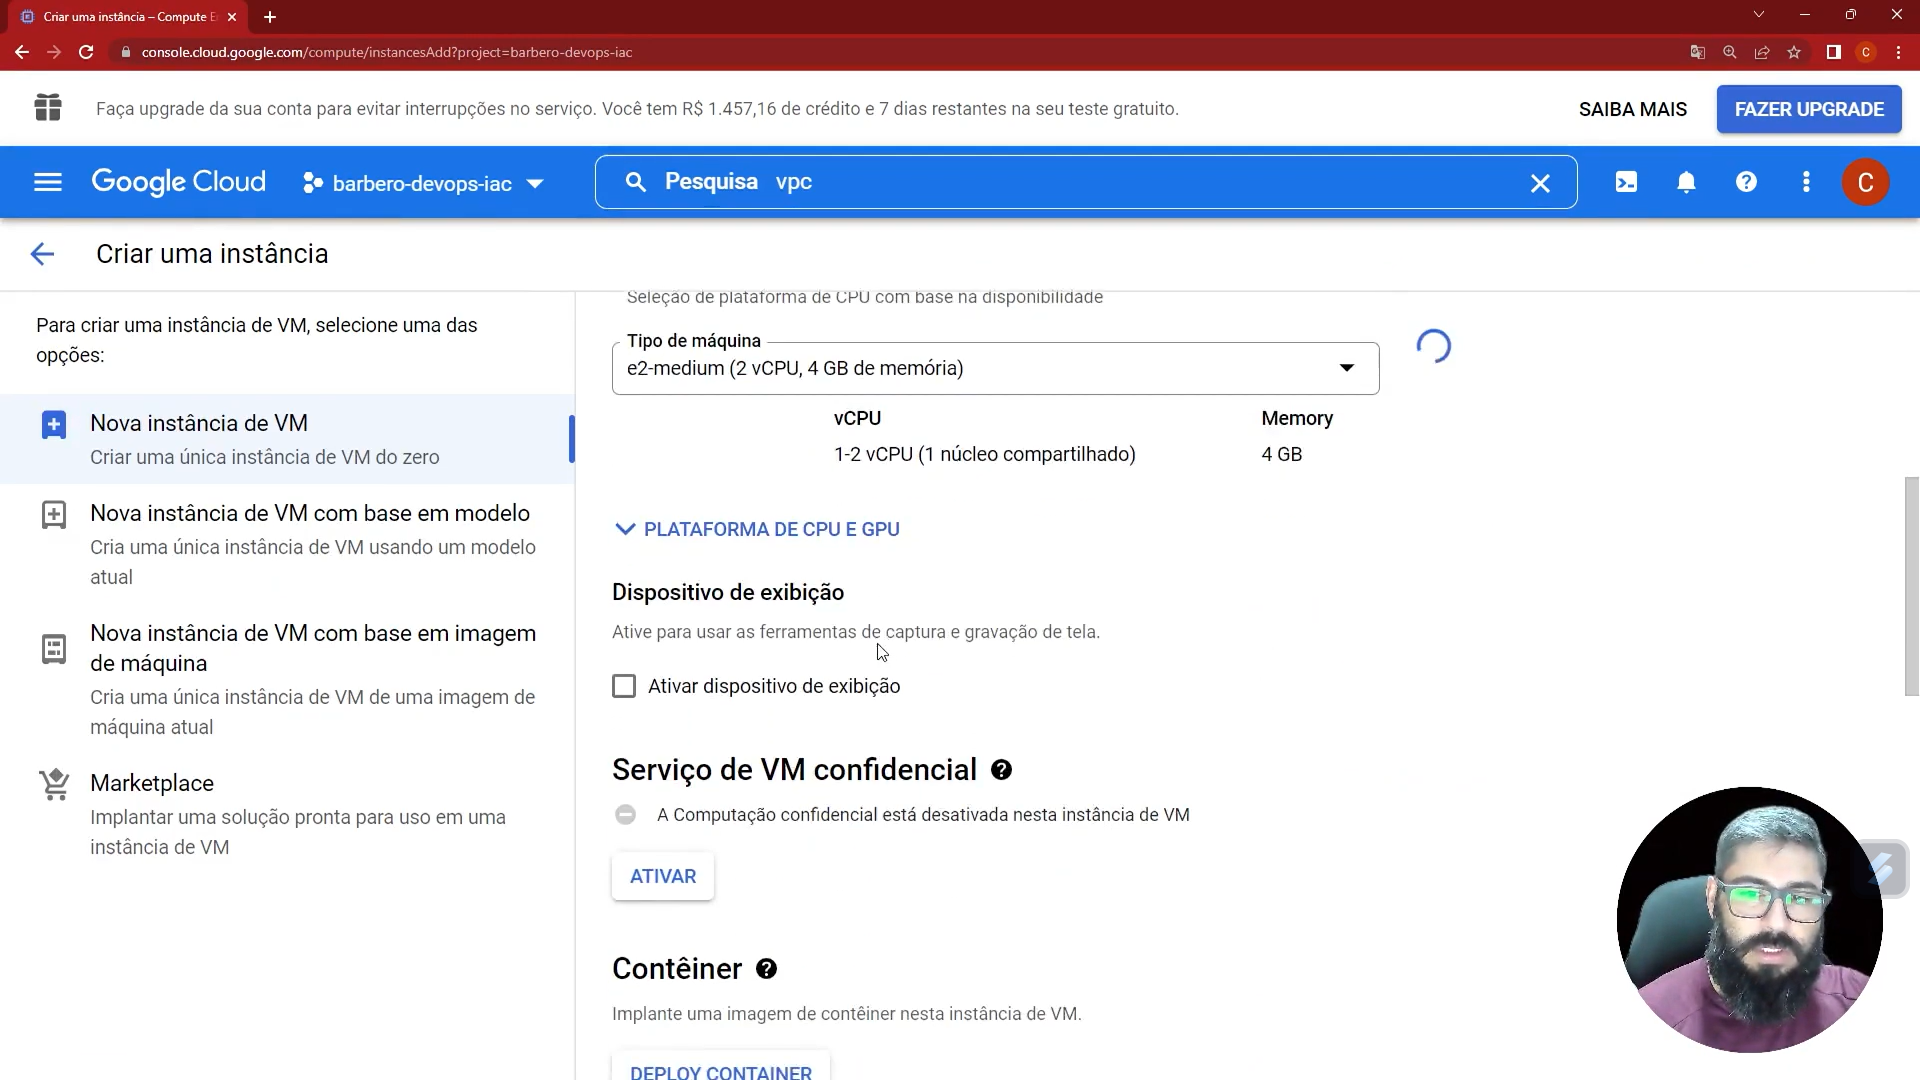 Criar uma instância – Compute E
console.cloud.google.com/compute/instancesAdd?project=barbero-devops-iac
C
Faça upgrade da sua conta para evitar interrupções no serviço. Você tem R$ 1.457,16 de crédito e 7 dias restantes na seu teste gratuito.
SAIBA MAIS
FAZER UPGRADE
Google Cloud
barbero-devops-iac
Pesquisa vpc
C
Criar uma instância
Para criar uma instância de VM, selecione uma das
opções:
Nova instância de VM
Criar uma única instância de VM do zero
Nova instância de VM com base em modelo
Cria uma única instância de VM usando um modelo
atual
Nova instância de VM com base em imagem
de máquina
Cria uma única instância de VM de uma imagem de
máquina atual
Marketplace
Implantar uma solução pronta para uso em uma
instância de VM
Seleção de plataforma de CPU com base na disponibilidade
Tipo de máquina
e2-medium (2 vCPU, 4 GB de memória)
vCPU Memory
1-2 vCPU (1 núcleo compartilhado) 4 GB
PLATAFORMA DE CPU E GPU
Dispositivo de exibição
Ative para usar as ferramentas de captura e gravação de tela.
Ativar dispositivo de exibição
Serviço de VM confidencial
A Computação confidencial está desativada nesta instância de VM
ATIVAR
Contêiner
Implante uma imagem de contêiner nesta instância de VM.
DEPLOY CONTAINER